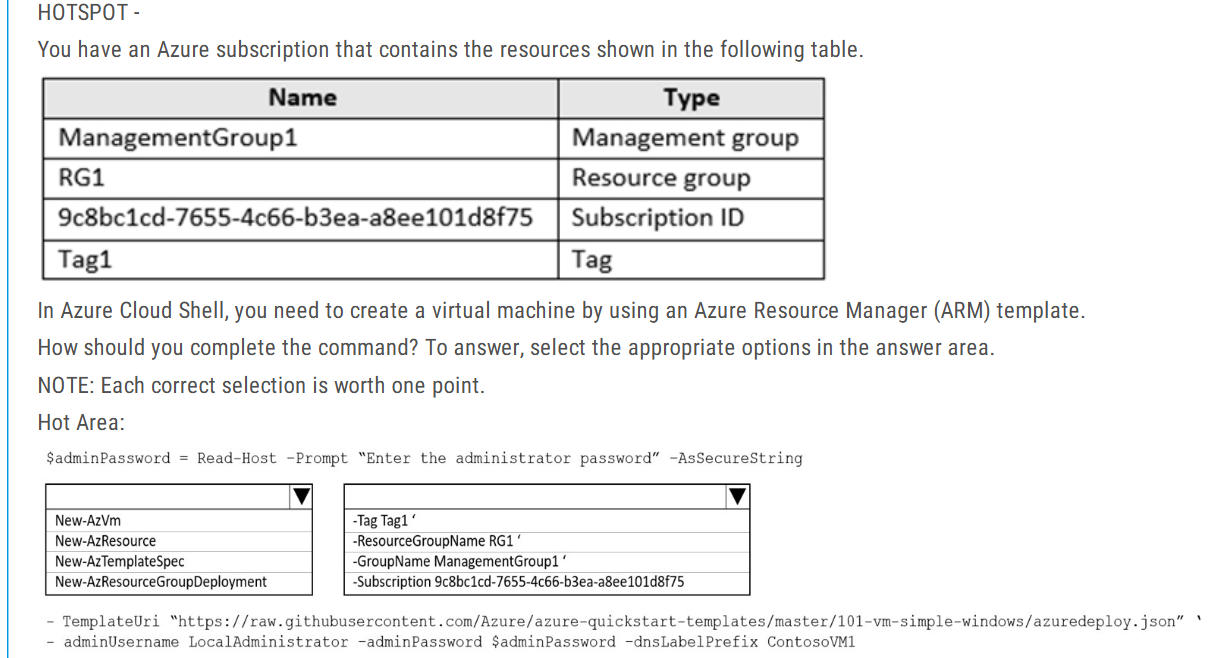 HOTSPOT -
You have an Azure subscription that contains the resources shown in the following table.
Name Type
ManagementGroup1 Management group
RG1 Resource group
9c8bc1cd-7655-4c66-b3ea-a8ee101d8f75 Subscription ID
Tag1 Tag
In Azure Cloud Shell, you need to create a virtual machine by using an Azure Resource Manager (ARM) template.
How should you complete the command? To answer, select the appropriate options in the answer area.
NOTE: Each correct selection is worth one point.
Hot Area:
$adminPassword = Read-Host -Prompt “Enter the administrator password” -AsSecureString
New-AzVm
New-AzResource
New-AzTemplateSpec
New-AzResourceGroupDeployment
-Tag Tag1 ‘
-ResourceGroupName RG1 ‘
-GroupName ManagementGroup1 ‘
-Subscription 9c8bc1cd-7655-4c66-b3ea-a8ee101d8f75
- TemplateUri “https://raw.githubusercontent.com/Azure/azure-quickstart-templates/master/101-vm-simple-windows/azuredeploy.json” ‘
- adminUsername LocalAdministrator -adminPassword $adminPassword -dnsLabelPrefix ContosoVM1